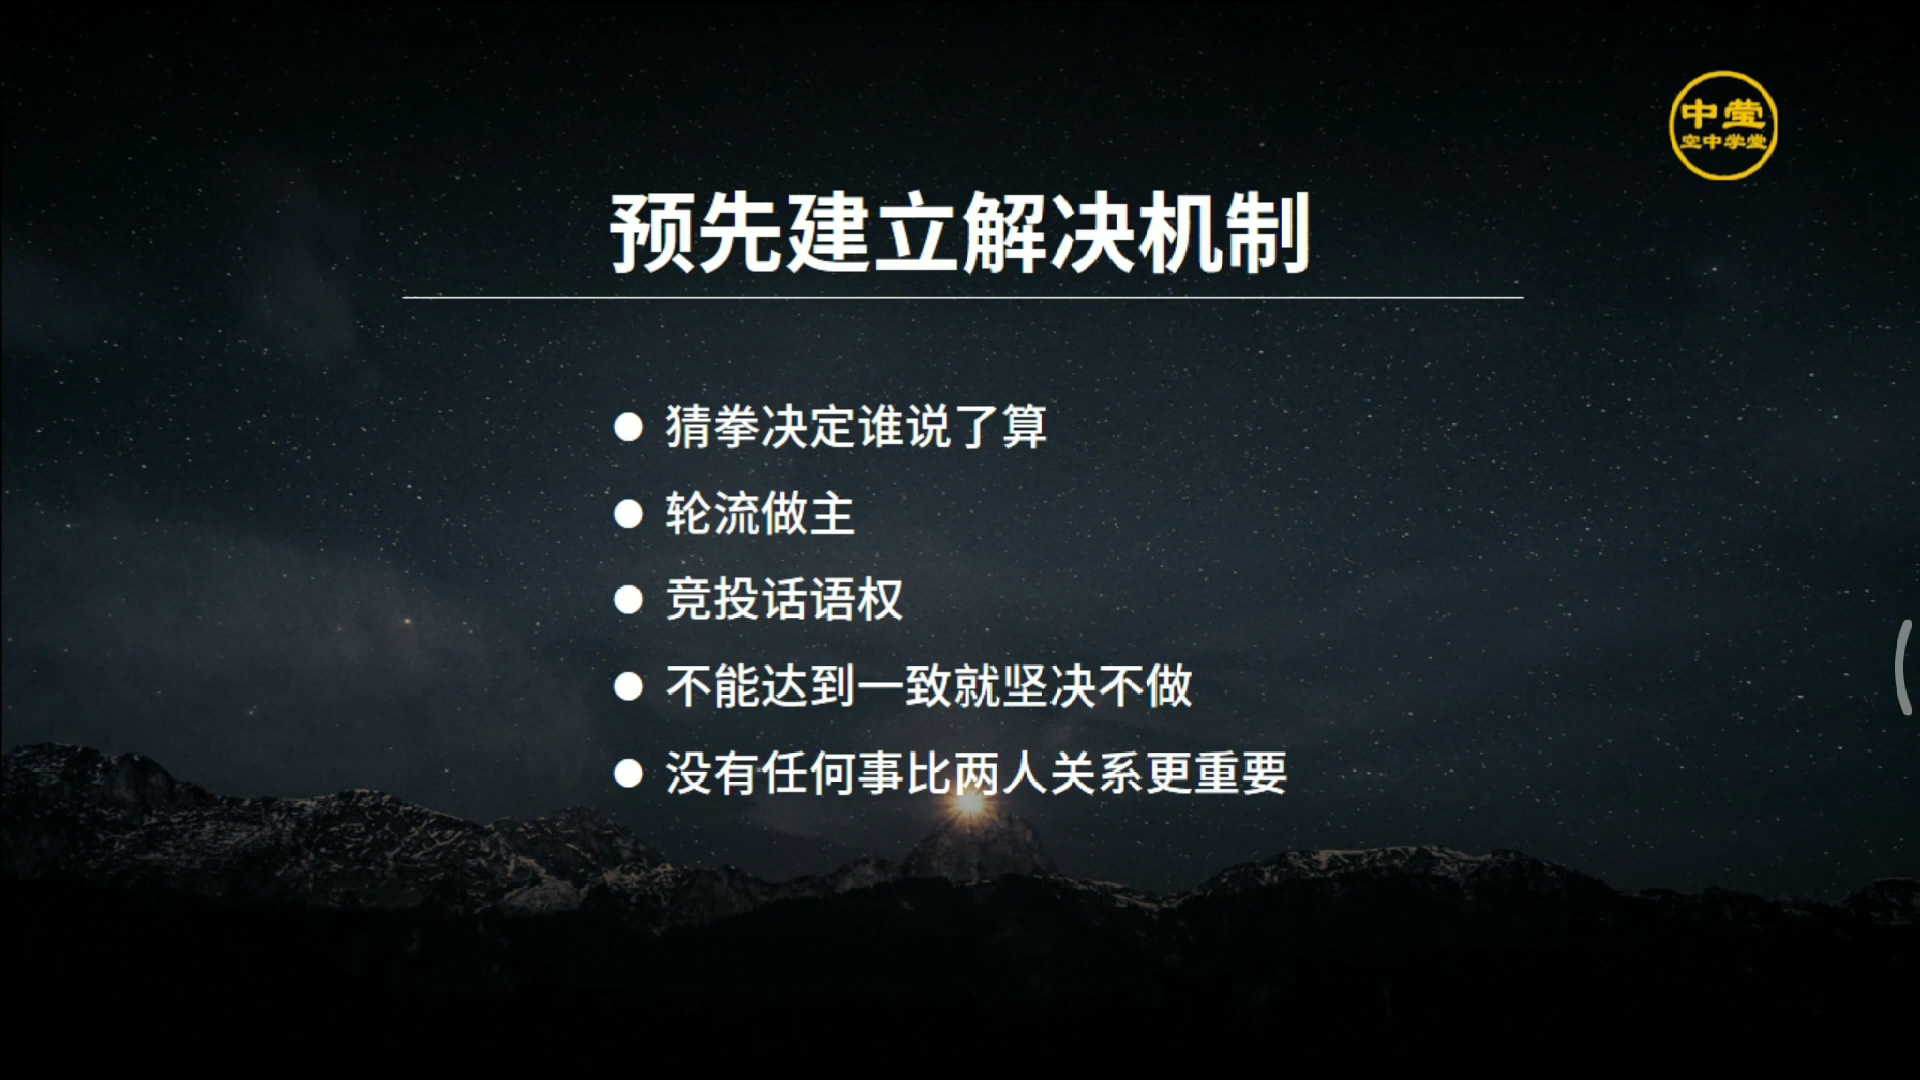 中莹
空中学堂
预先建立解决机制
● 猜拳决定谁说了算
● 轮流做主
● 竞投话语权
● 不能达到一致就坚决不做
● 没有任何事比两人关系更重要